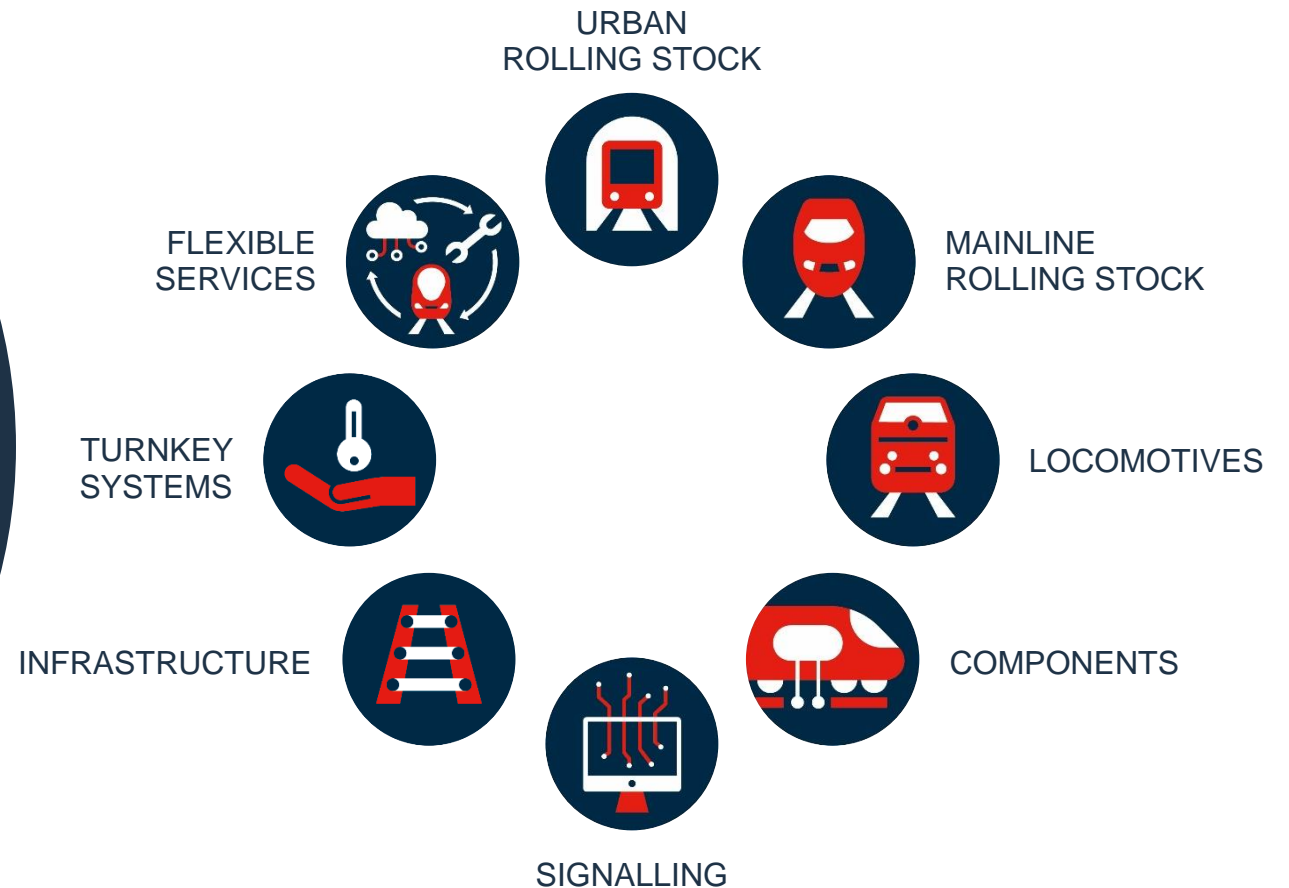 URBAN
ROLLING STOCK
FLEXIBLE
SERVICES
MAINLINE
ROLLING STOCK
TURNKEY
SYSTEMS
LOCOMOTIVES
INFRASTRUCTURE
COMPONENTS
SIGNALLING